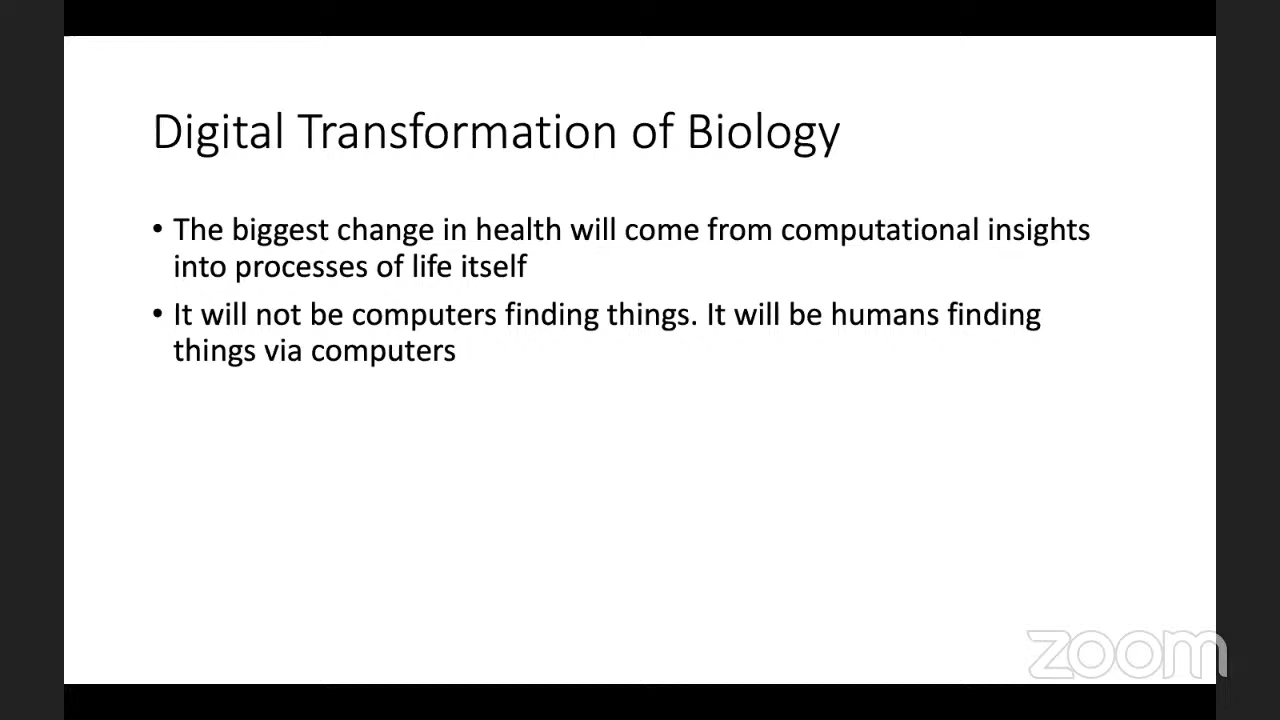 Digital Transformation of Biology
• The biggest change in health will come from computational insights
into processes of life itself
• It will not be computers finding things. It will be humans finding
things via computers
zoom